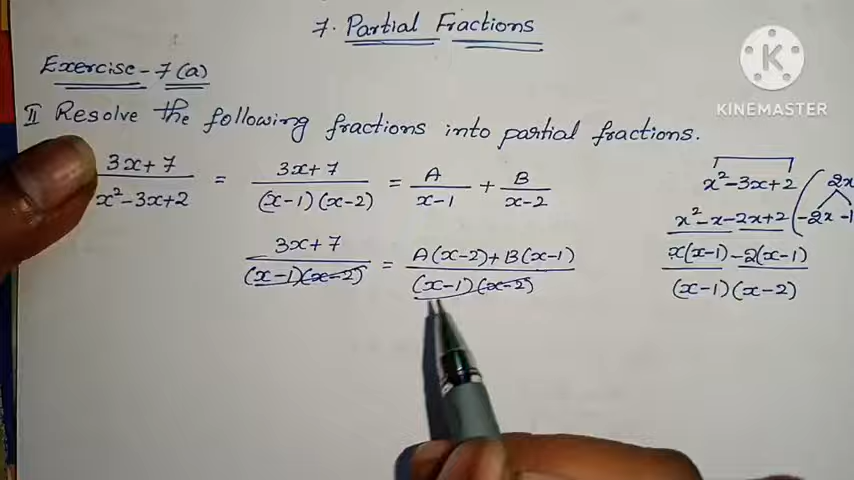 7. Partial Fractions
Exercise-7(a)
II Resolve the following fractions into partial fractions.
3x+7 / x²-3x+2 = 3x+7 / (x-1)(x-2) = A / x-1 + B / x-2
3x+7 / (x-1)(x-2) = A(x-2)+B(x-1) / (x-1)(x-2)
x²-3x+2
x²-x-2x+2
x(x-1)-2(x-1)
(x-1)(x-2)
-2x -1
K
KINEMASTER